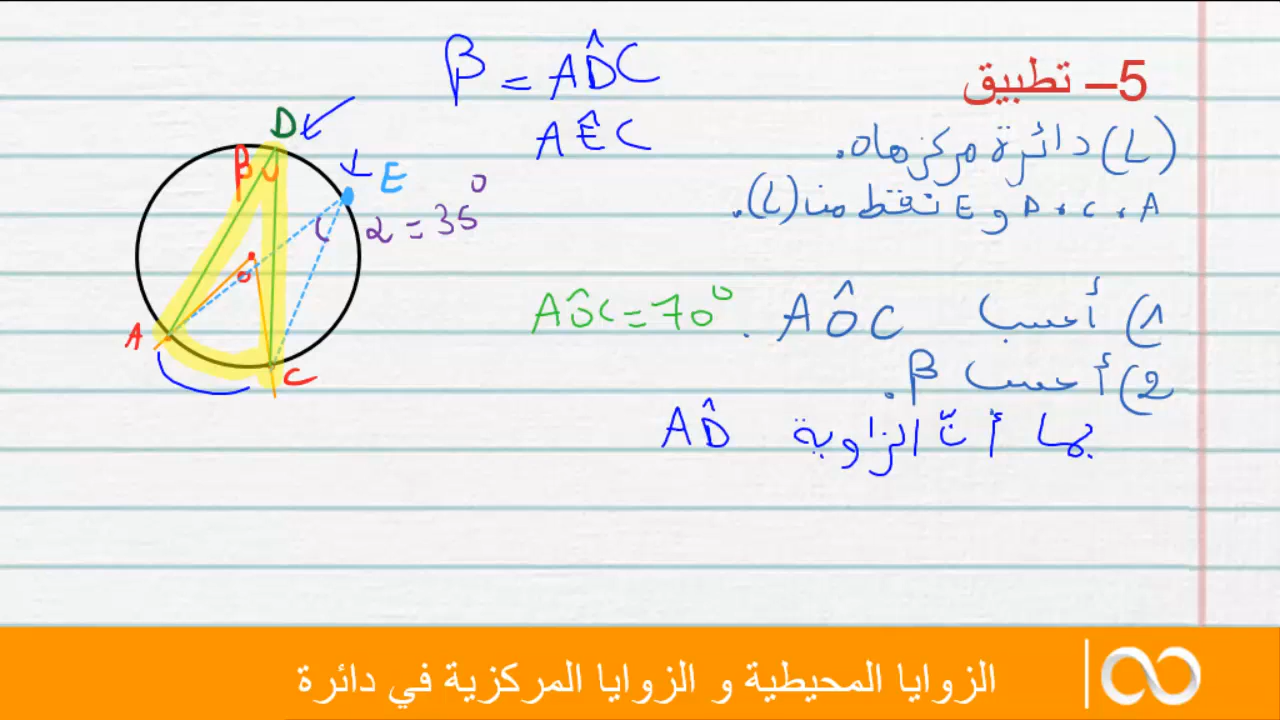 5– تطبيق
(L) دائرة مركزها O.
A ، C ، D و E نقط من (L).
1) أحسب AÔC. AÔC = 70°
2) أحسب β.
بما أنّ الزاوية AD̂
β = AD̂C
AÊC
D
β
E
α = 35°
O
A
C
الزوايا المحيطية و الزوايا المركزية في دائرة